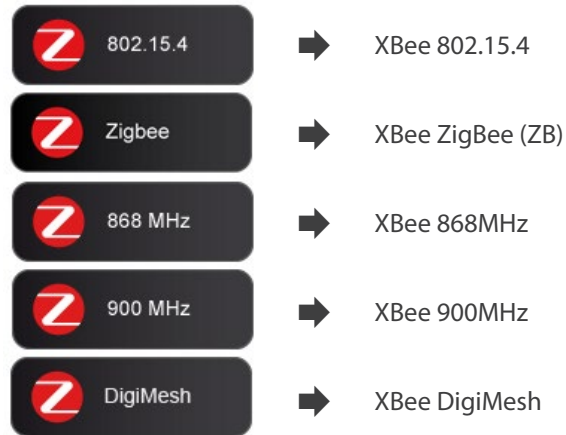 802.15.4 XBee 802.15.4
Zigbee XBee ZigBee (ZB)
868 MHz XBee 868MHz
900 MHz XBee 900MHz
DigiMesh XBee DigiMesh